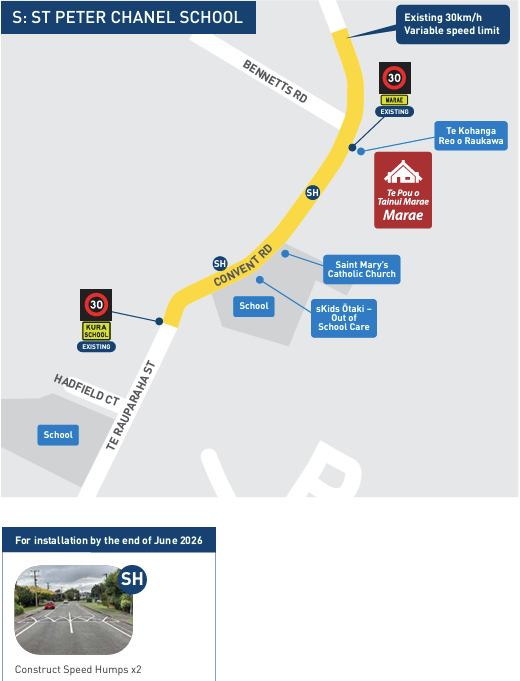 S: ST PETER CHANEL SCHOOL
Existing 30km/h
Variable speed limit
BENNETTS RD
30
MARAE
EXISTING
Te Kohanga
Reo o Raukawa
Te Pou o
Tainui Marae
Marae
SH
SH
CONVENT RD
Saint Mary's
Catholic Church
School
sKids Ōtaki –
Out of
School Care
30
KURA
SCHOOL
EXISTING
HADFIELD CT
TE RAUPARAHA ST
School
For installation by the end of June 2026
SH
Construct Speed Humps x2